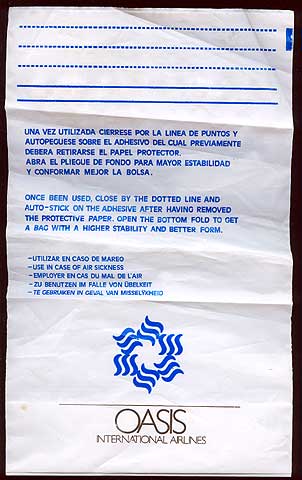 UNA VEZ UTILIZADA CIERRESE POR LA LINEA DE PUNTOS Y
AUTOPEGUESE SOBRE EL ADHESIVO DEL CUAL PREVIAMENTE
DEBERA RETIRARSE EL PAPEL PROTECTOR.
ABRA EL PLIEGUE DE FONDO PARA MAYOR ESTABILIDAD
Y CONFORMAR MEJOR LA BOLSA.
ONCE BEEN USED, CLOSE BY THE DOTTED LINE AND
AUTO-STICK ON THE ADHESIVE AFTER HAVING REMOVED
THE PROTECTIVE PAPER. OPEN THE BOTTOM FOLD TO GET
A BAG WITH A HIGHER STABILITY AND BETTER FORM.
-UTILIZAR EN CASO DE MAREO
-USE IN CASE OF AIR SICKNESS
-EMPLOYER EN CAS DU MAL DE L'AIR
-ZU BENUTZEN IM FALLE VON ÜBELKEIT
-TE GEBRUIKEN IN GEVAL VAN MISSELYKHEID
OASIS
INTERNATIONAL AIRLINES